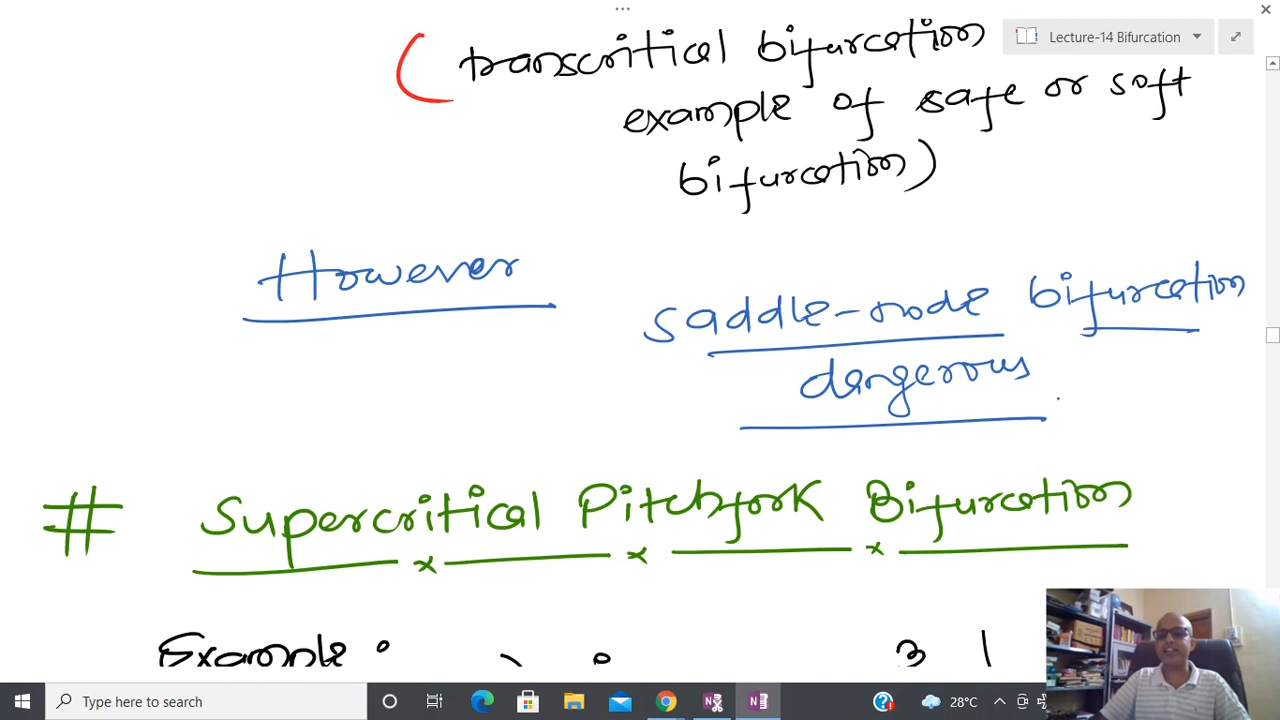 Lecture-14 Bifurcation
(transcritical bifurcation
example of safe or soft
bifurcation)
However
saddle-node bifurcation
dangerous
# Supercritical Pitchfork Bifurcation
Example:
Type here to search
28°C